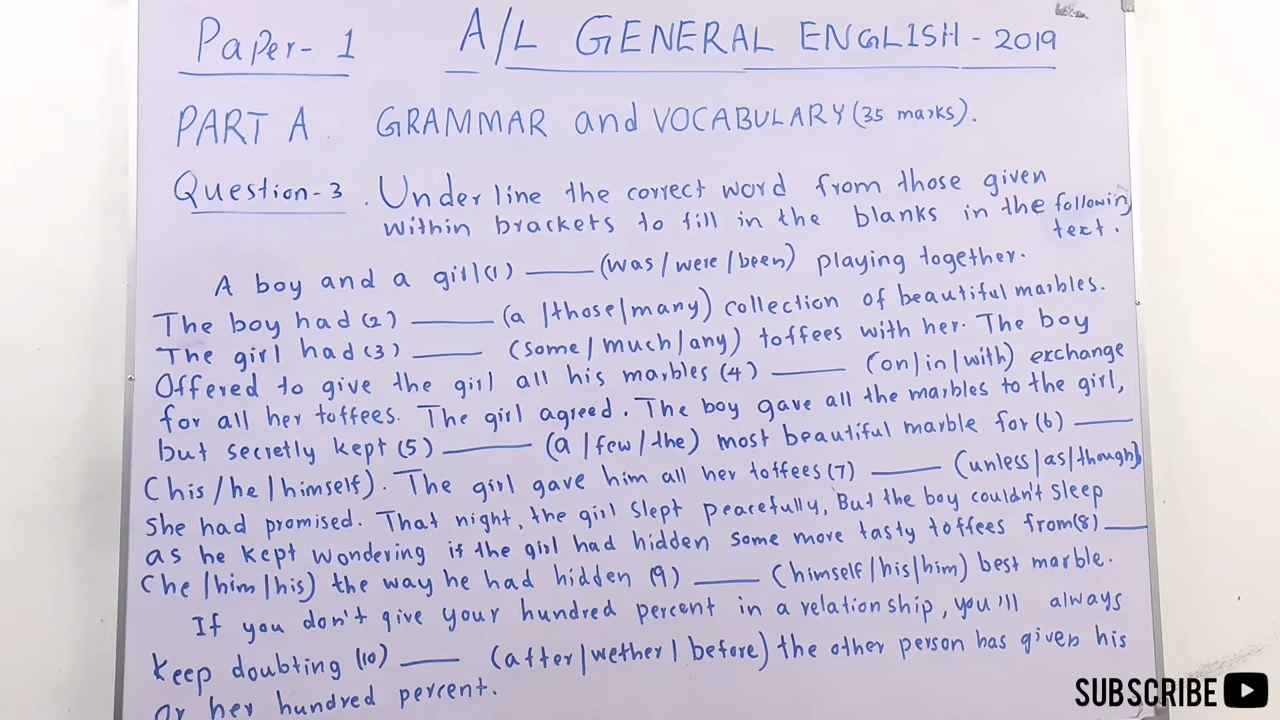 Paper-1 A/L GENERAL ENGLISH - 2019
PART A GRAMMAR and VOCABULARY (35 marks).
Question-3. Underline the correct word from those given
within brackets to fill in the blanks in the following
text.
A boy and a girl(1) _____ (was/were/been) playing together.
The boy had (2) _____ (a/those/many) collection of beautiful marbles.
The girl had (3) _____ (some/much/any) toffees with her. The boy
Offered to give the girl all his marbles (4) _____ (on/in/with) exchange
for all her toffees. The girl agreed. The boy gave all the marbles to the girl,
but secretly kept (5) _____ (a/few/the) most beautiful marble for (6) _____
(his/he/himself). The girl gave him all her toffees (7) _____ (unless/as/though)
she had promised. That night, the girl slept peacefully, But the boy couldn't sleep
as he kept wondering if the girl had hidden some more tasty toffees from(8) _____
(he/him/his) the way he had hidden (9) _____ (himself/his/him) best marble.
If you don't give your hundred percent in a relationship, you'll always
keep doubting (10) _____ (after/wether/before) the other person has given his
or her hundred percent.
SUBSCRIBE